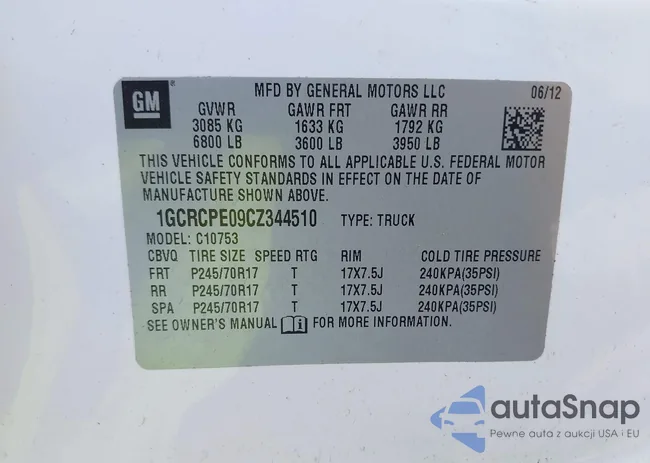 GM
MFD BY GENERAL MOTORS LLC 06/12
GVWR GAWR FRT GAWR RR
3085 KG 1633 KG 1792 KG
6800 LB 3600 LB 3950 LB
THIS VEHICLE CONFORMS TO ALL APPLICABLE U.S. FEDERAL MOTOR
VEHICLE SAFETY STANDARDS IN EFFECT ON THE DATE OF
MANUFACTURE SHOWN ABOVE.
1GCRCPE09CZ344510 TYPE: TRUCK
MODEL: C10753
CBVQ TIRE SIZE SPEED RTG RIM COLD TIRE PRESSURE
FRT P245/70R17 T 17X7.5J 240KPA(35PSI)
RR P245/70R17 T 17X7.5J 240KPA(35PSI)
SPA P245/70R17 T 17X7.5J 240KPA(35PSI)
SEE OWNER'S MANUAL FOR MORE INFORMATION.
autaSnap
Pewne auta z aukcji USA i EU